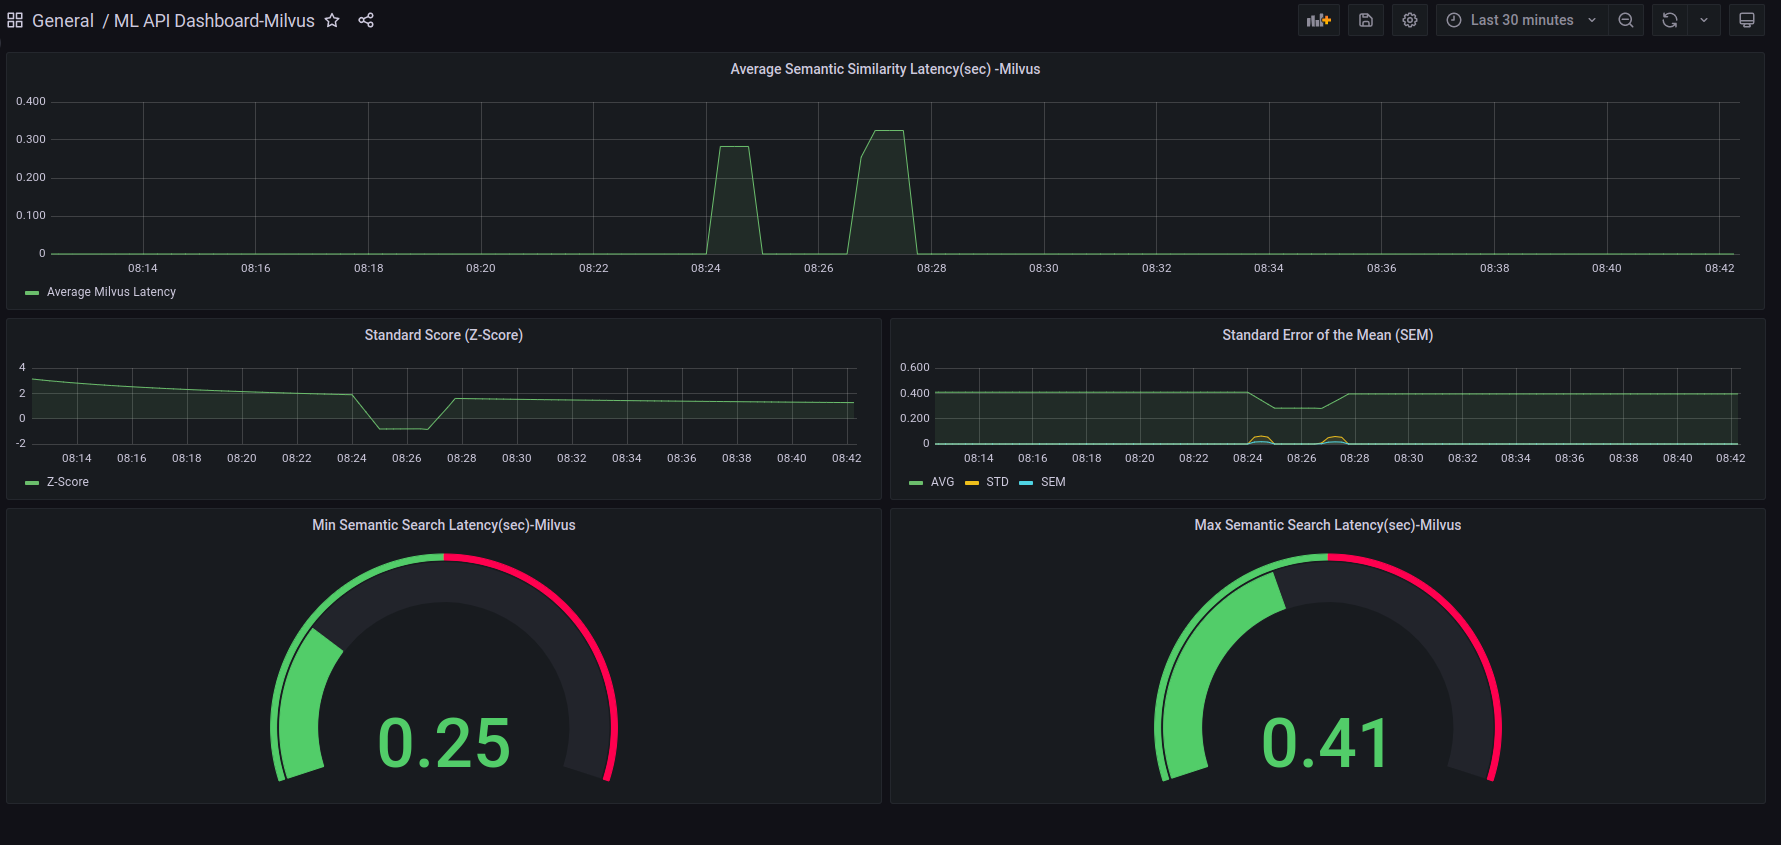 General / ML API Dashboard-Milvus
Last 30 minutes
Average Semantic Similarity Latency(sec) -Milvus
0.400
0.300
0.200
0.100
0
08:14 08:16 08:18 08:20 08:22 08:24 08:26 08:28 08:30 08:32 08:34 08:36 08:38 08:40 08:42
Average Milvus Latency
Standard Score (Z-Score)
4
2
0
-2
08:14 08:16 08:18 08:20 08:22 08:24 08:26 08:28 08:30 08:32 08:34 08:36 08:38 08:40 08:42
Z-Score
Standard Error of the Mean (SEM)
0.600
0.400
0.200
0
08:14 08:16 08:18 08:20 08:22 08:24 08:26 08:28 08:30 08:32 08:34 08:36 08:38 08:40 08:42
AVG STD SEM
Min Semantic Search Latency(sec)-Milvus
0.25
Max Semantic Search Latency(sec)-Milvus
0.41